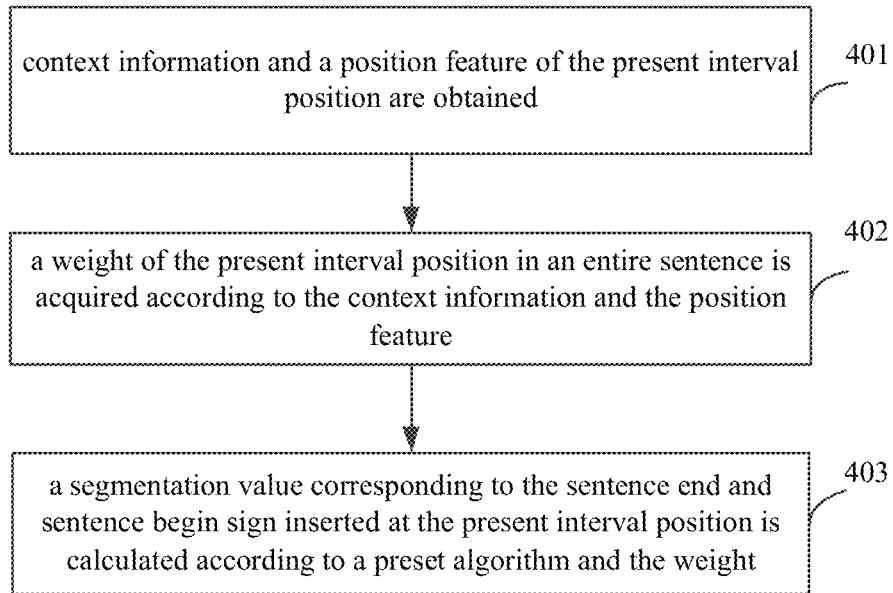 context information and a position feature of the present interval
position are obtained
401
a weight of the present interval position in an entire sentence is
acquired according to the context information and the position
feature
402
a segmentation value corresponding to the sentence end and
sentence begin sign inserted at the present interval position is
calculated according to a preset algorithm and the weight
403